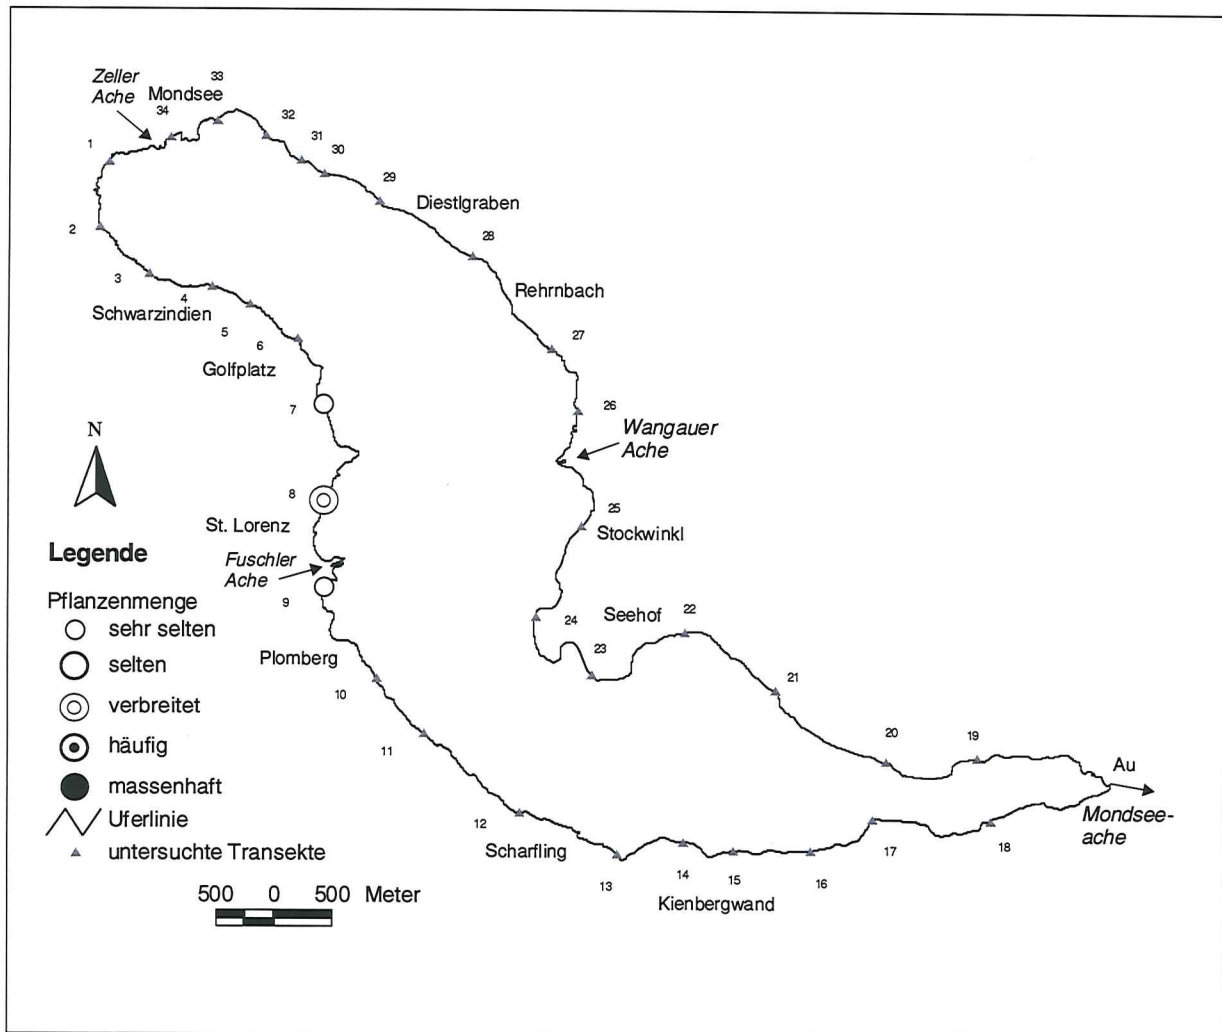 33
Zeller
Ache
Mondsee
34
32
31
30
1
29
Diestlgraben
2
28
3
4
Rehrnbach
Schwarzindien
5
6
27
Golfplatz
7
26
N
Wangauer
Ache
8
25
St. Lorenz
Stockwinkl
Legende
Fuschler
Ache
Pflanzenmenge
9
sehr selten
24
Seehof
22
23
selten
Plomberg
10
21
verbreitet
11
häufig
20
19
Au
massenhaft
Mondsee-
ache
Uferlinie
12
untersuchte Transekte
Scharfling
13
14
15
16
17
18
500 0 500 Meter
Kienbergwand